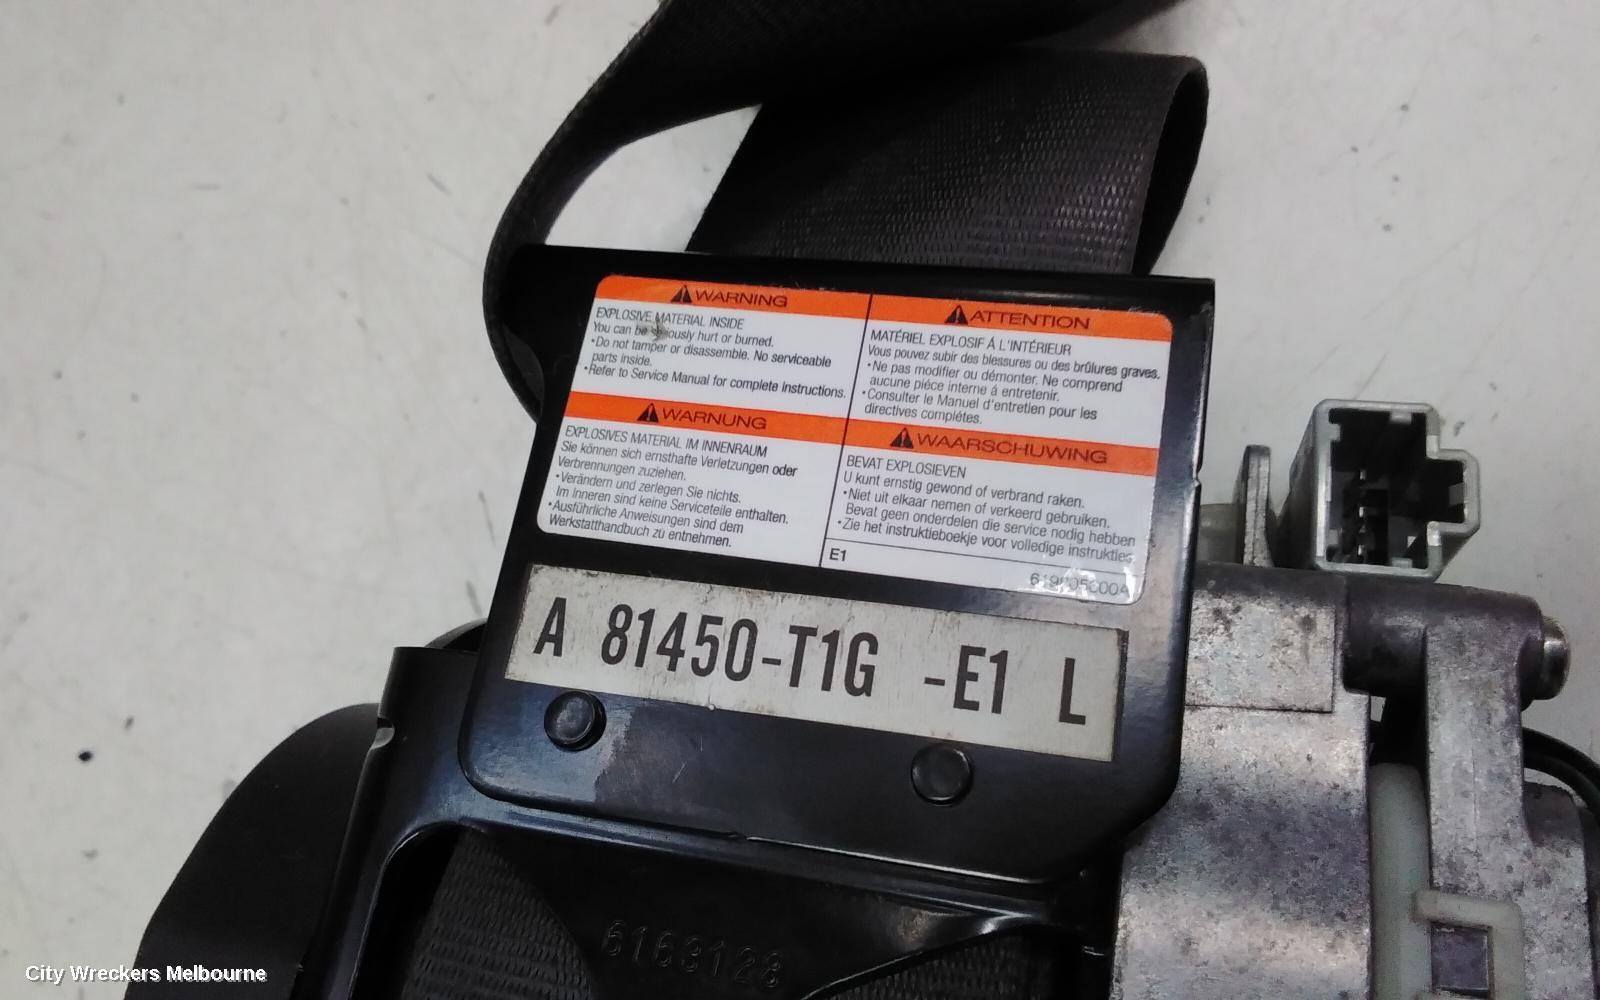 WARNING
EXPLOSIVE MATERIAL INSIDE
You can be seriously hurt or burned.
•Do not tamper or disassemble. No serviceable
parts inside.
•Refer to Service Manual for complete instructions.
ATTENTION
MATÉRIEL EXPLOSIF Á L'INTÉRIEUR
Vous pouvez subir des blessures ou des brûlures graves.
•Ne pas modifier ou démonter. Ne comprend
aucune piéce interne á entretenir.
•Consulter le Manuel d'entretien pour les
directives complétes.
WARNUNG
EXPLOSIVES MATERIAL IM INNENRAUM
Sie können sich ernsthafte Verletzungen oder
Verbrennungen zuziehen.
•Verändern und zerlegen Sie nichts.
Im Inneren sind keine Serviceteile enthalten.
•Ausführliche Anweisungen sind dem
Werkstatthandbuch zu entnehmen.
WAARSCHUWING
BEVAT EXPLOSIEVEN
U kunt ernstig gewond of verbrand raken.
•Niet uit elkaar nemen of verkeerd gebruiken.
Bevat geen onderdelen die service nodig hebben
•Zie het instruktieboekje voor volledige instrukties
E1
A 81450-T1G -E1 L
6163123
City Wreckers Melbourne